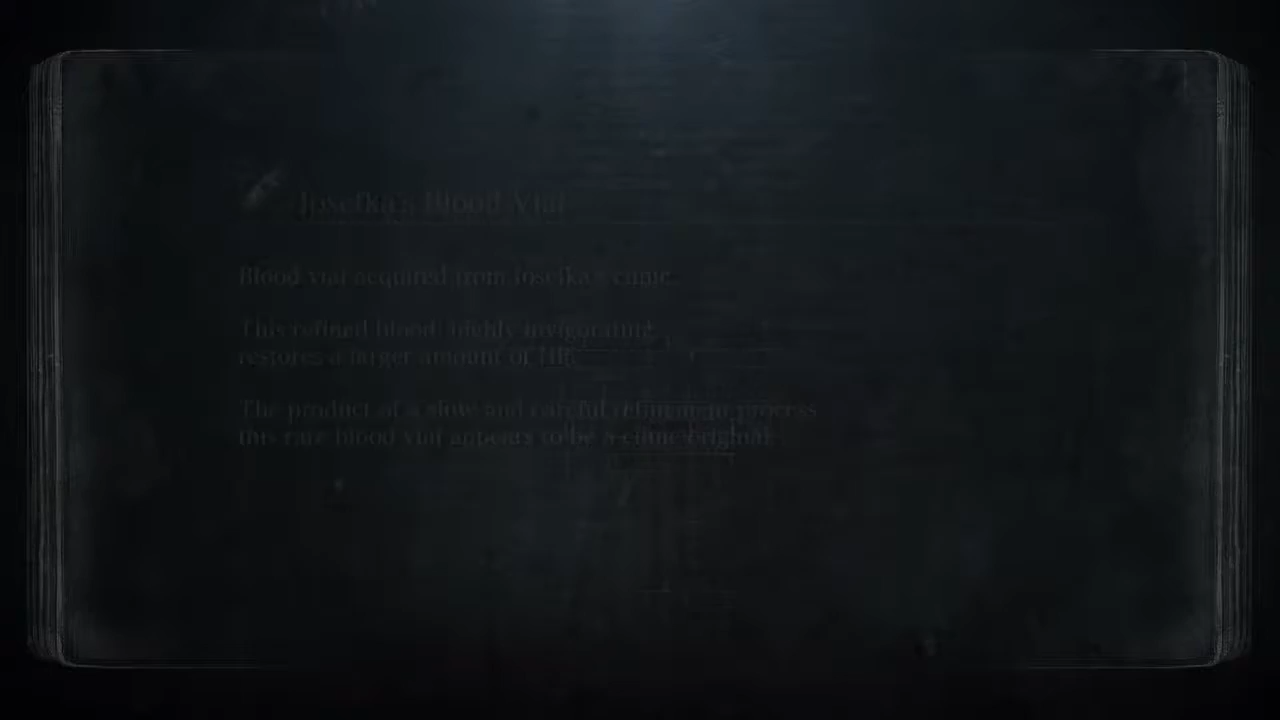 Iosefka's Blood Vial
Blood vial acquired from Iosefka's clinic.
This refined blood, highly invigorating,
restores a larger amount of HP.
The product of a slow and careful refinement process,
this rare blood vial appears to be a clinic original.